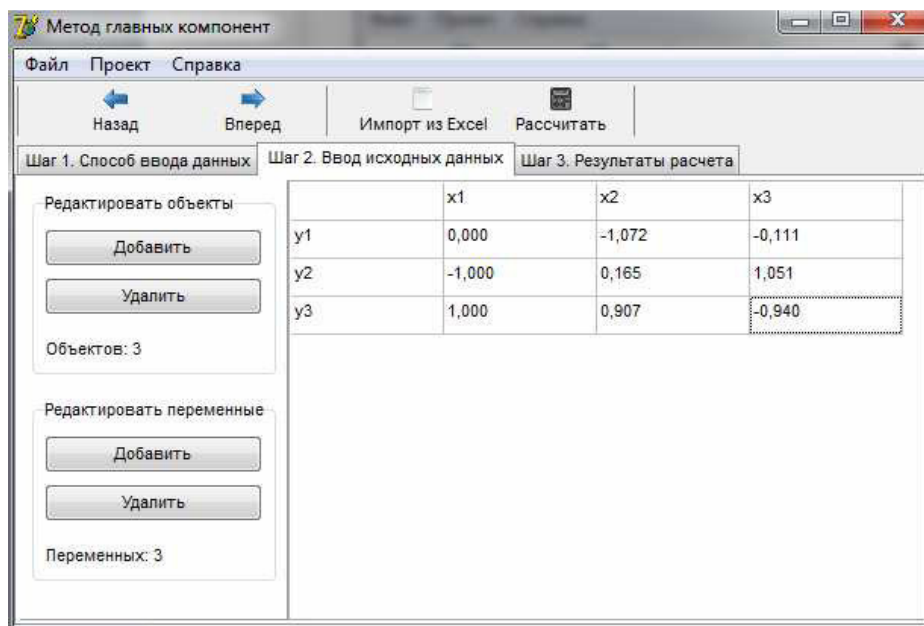 Метод главных компонент
Файл Проект Справка
Назад Вперед Импорт из Excel Рассчитать
Шаг 1. Способ ввода данных Шаг 2. Ввод исходных данных Шаг 3. Результаты расчета
Редактировать объекты
Добавить
Удалить
Объектов: 3
Редактировать переменные
Добавить
Удалить
Переменных: 3
x1 x2 x3
y1 0,000 -1,072 -0,111
y2 -1,000 0,165 1,051
y3 1,000 0,907 -0,940